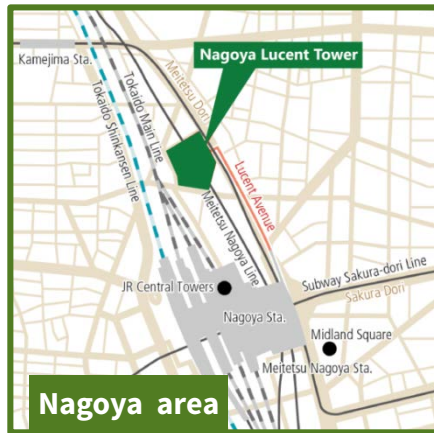 Kamejima Sta.
Nagoya Lucent Tower
Meitetsu Dori
Tokaido Main Line
Tokaido Shinkansen Line
Lucent Avenue
Meitetsu Nagoya Line
JR Central Towers
Subway Sakura-dori Line
Sakura Dori
Nagoya Sta.
Midland Square
Meitetsu Nagoya Sta.
Nagoya area